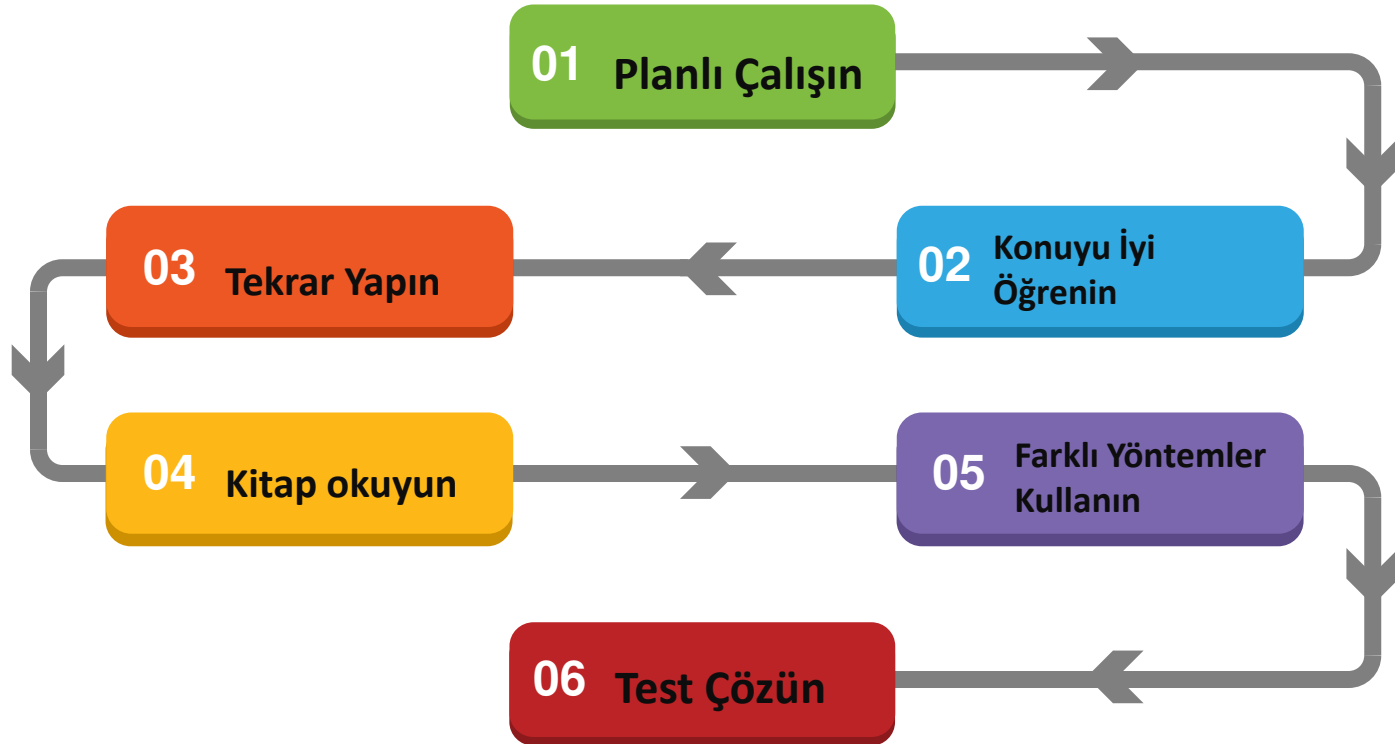 01 Planlı Çalışın
02 Konuyu İyi
Öğrenin
03 Tekrar Yapın
04 Kitap okuyun
05 Farklı Yöntemler
Kullanın
06 Test Çözün